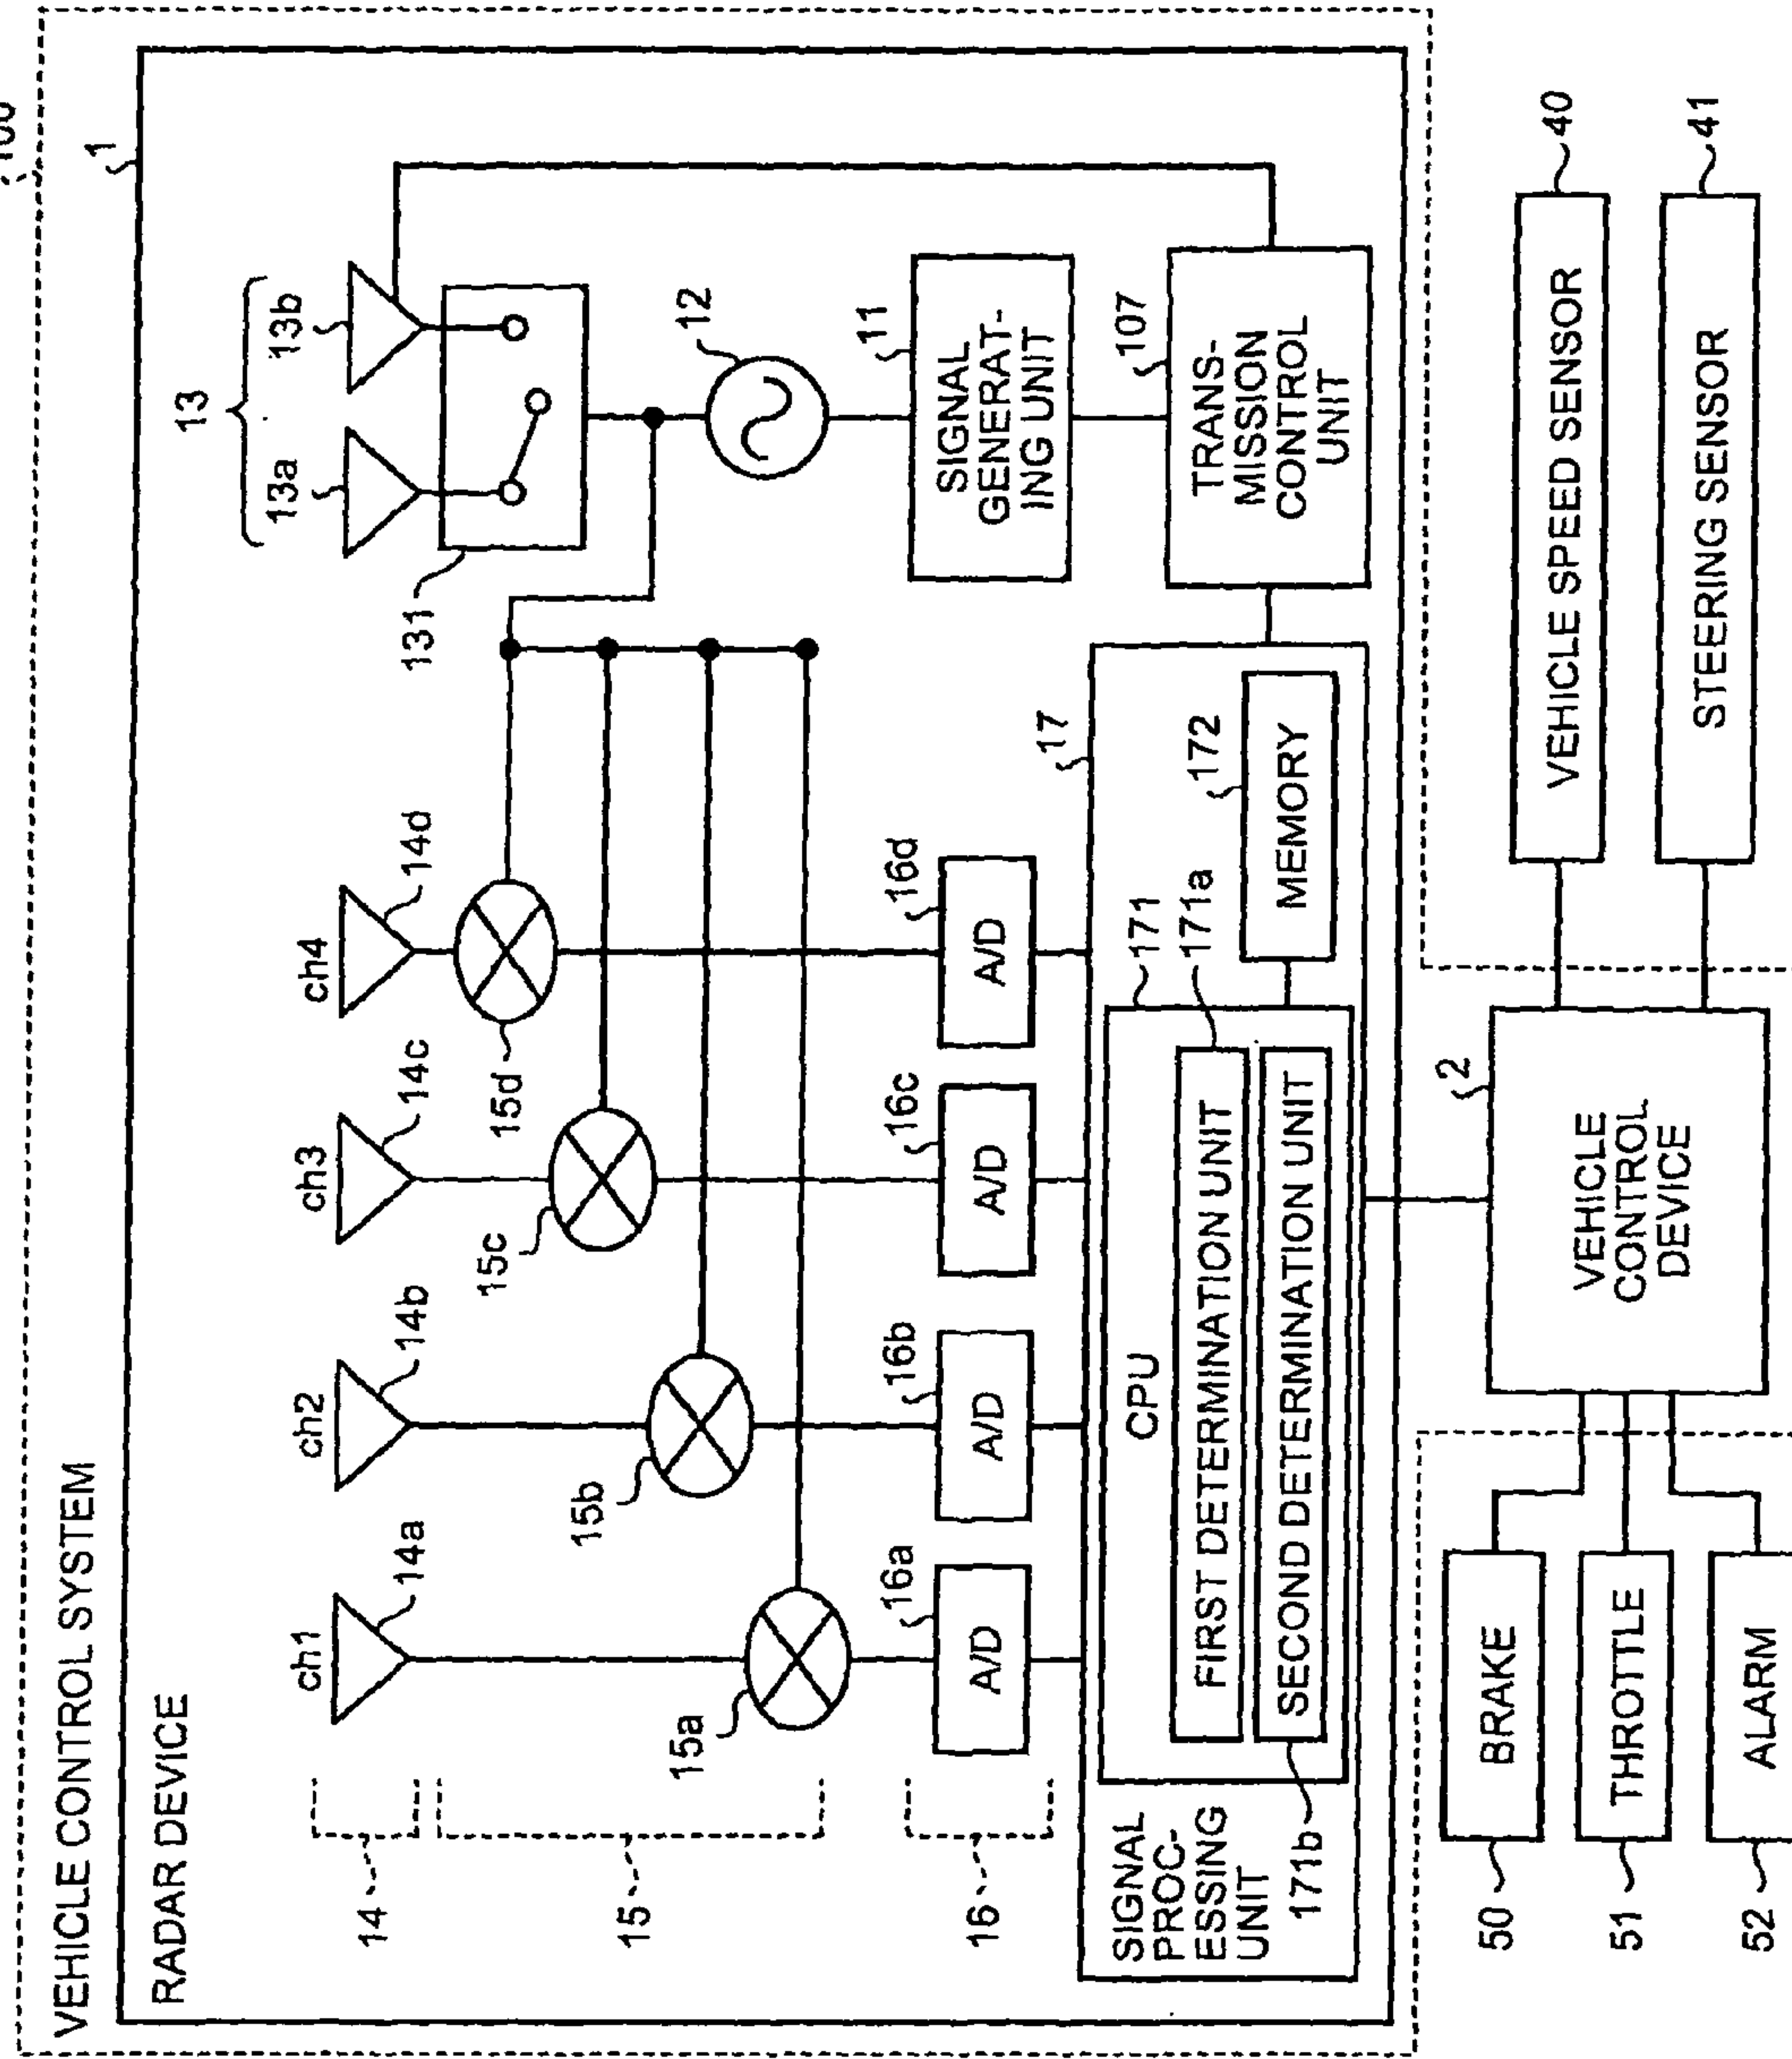 VEHICLE CONTROL SYSTEM
RADAR DEVICE
1
13
13a
13b
131
12
11
SIGNAL
GENERAT-
ING UNIT
107
TRANS-
MISSION
CONTROL
UNIT
14
ch1
14a
ch2
14b
ch3
14c
ch4
14d
15
15a
15b
15c
15d
16
16a
A/D
16b
A/D
16c
A/D
16d
A/D
17
SIGNAL
PROC-
ESSING
UNIT
CPU
171
171a
FIRST DETERMINATION UNIT
SECOND DETERMINATION UNIT
171b
172
MEMORY
2
VEHICLE
CONTROL
DEVICE
VEHICLE SPEED SENSOR
40
STEERING SENSOR
41
50
BRAKE
51
THROTTLE
52
ALARM